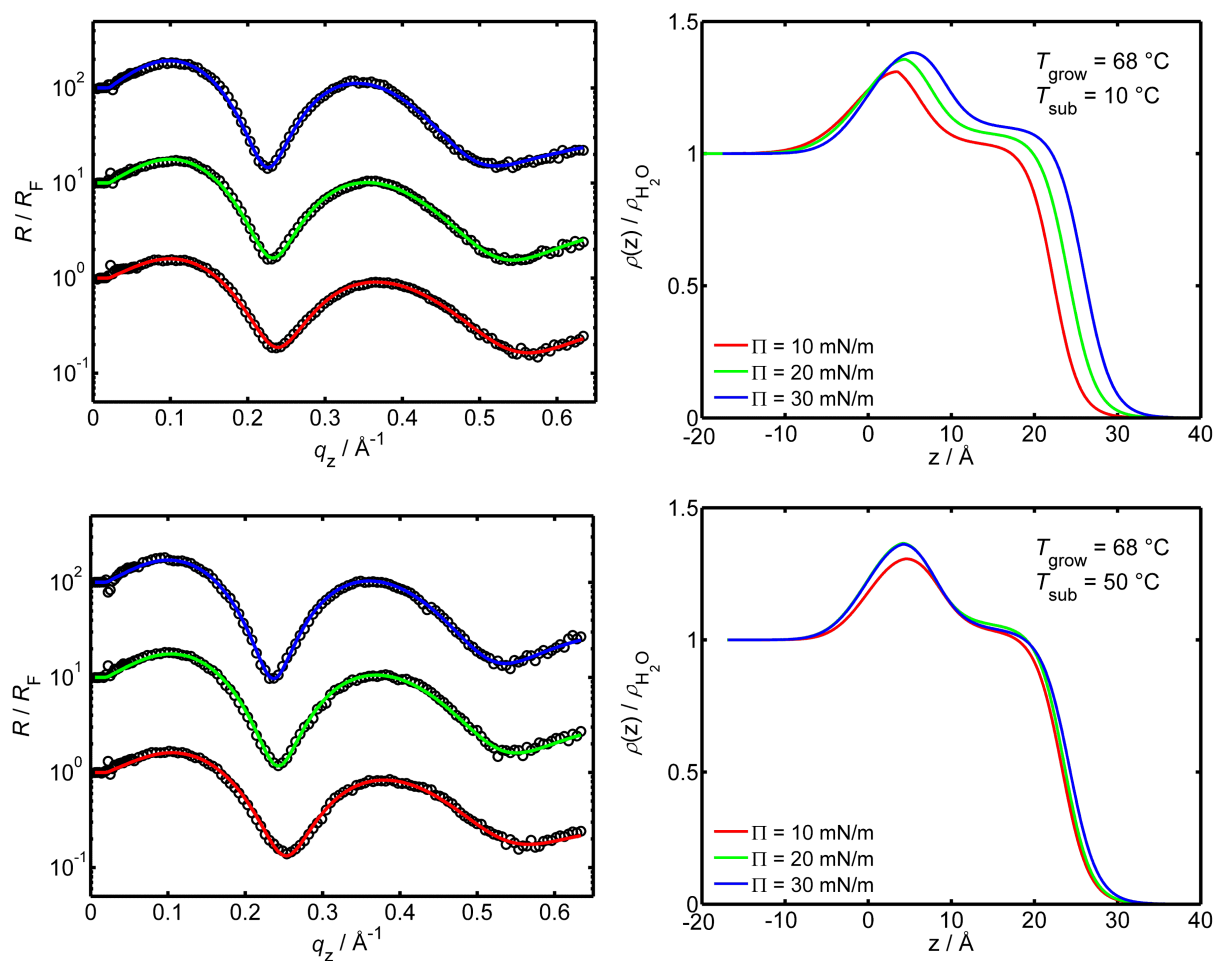 R / R_F
10²
10¹
10⁰
10⁻¹
0 0.1 0.2 0.3 0.4 0.5 0.6
q_z / Å⁻¹
ρ(z) / ρ_H₂O
1.5
1
0.5
0
T_grow = 68 °C
T_sub = 10 °C
Π = 10 mN/m
Π = 20 mN/m
Π = 30 mN/m
-20 -10 0 10 20 30 40
z / Å
R / R_F
10²
10¹
10⁰
10⁻¹
0 0.1 0.2 0.3 0.4 0.5 0.6
q_z / Å⁻¹
ρ(z) / ρ_H₂O
1.5
1
0.5
0
T_grow = 68 °C
T_sub = 50 °C
Π = 10 mN/m
Π = 20 mN/m
Π = 30 mN/m
-20 -10 0 10 20 30 40
z / Å